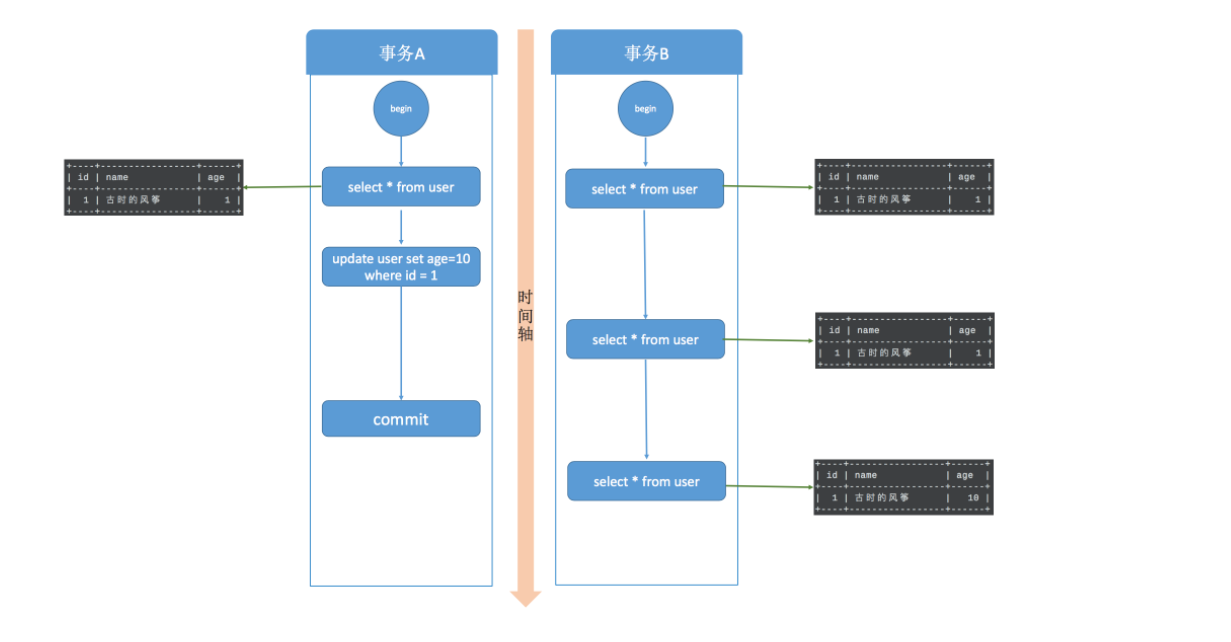 事务A
事务B
begin
begin
+----+-----------------+------+
| id | name | age |
+----+-----------------+------+
| 1 | 古时的风筝 | 1 |
+----+-----------------+------+
select * from user
select * from user
+----+-----------------+------+
| id | name | age |
+----+-----------------+------+
| 1 | 古时的风筝 | 1 |
+----+-----------------+------+
update user set age=10
where id = 1
时
间
轴
select * from user
+----+-----------------+------+
| id | name | age |
+----+-----------------+------+
| 1 | 古时的风筝 | 1 |
+----+-----------------+------+
commit
select * from user
+----+-----------------+------+
| id | name | age |
+----+-----------------+------+
| 1 | 古时的风筝 | 10 |
+----+-----------------+------+